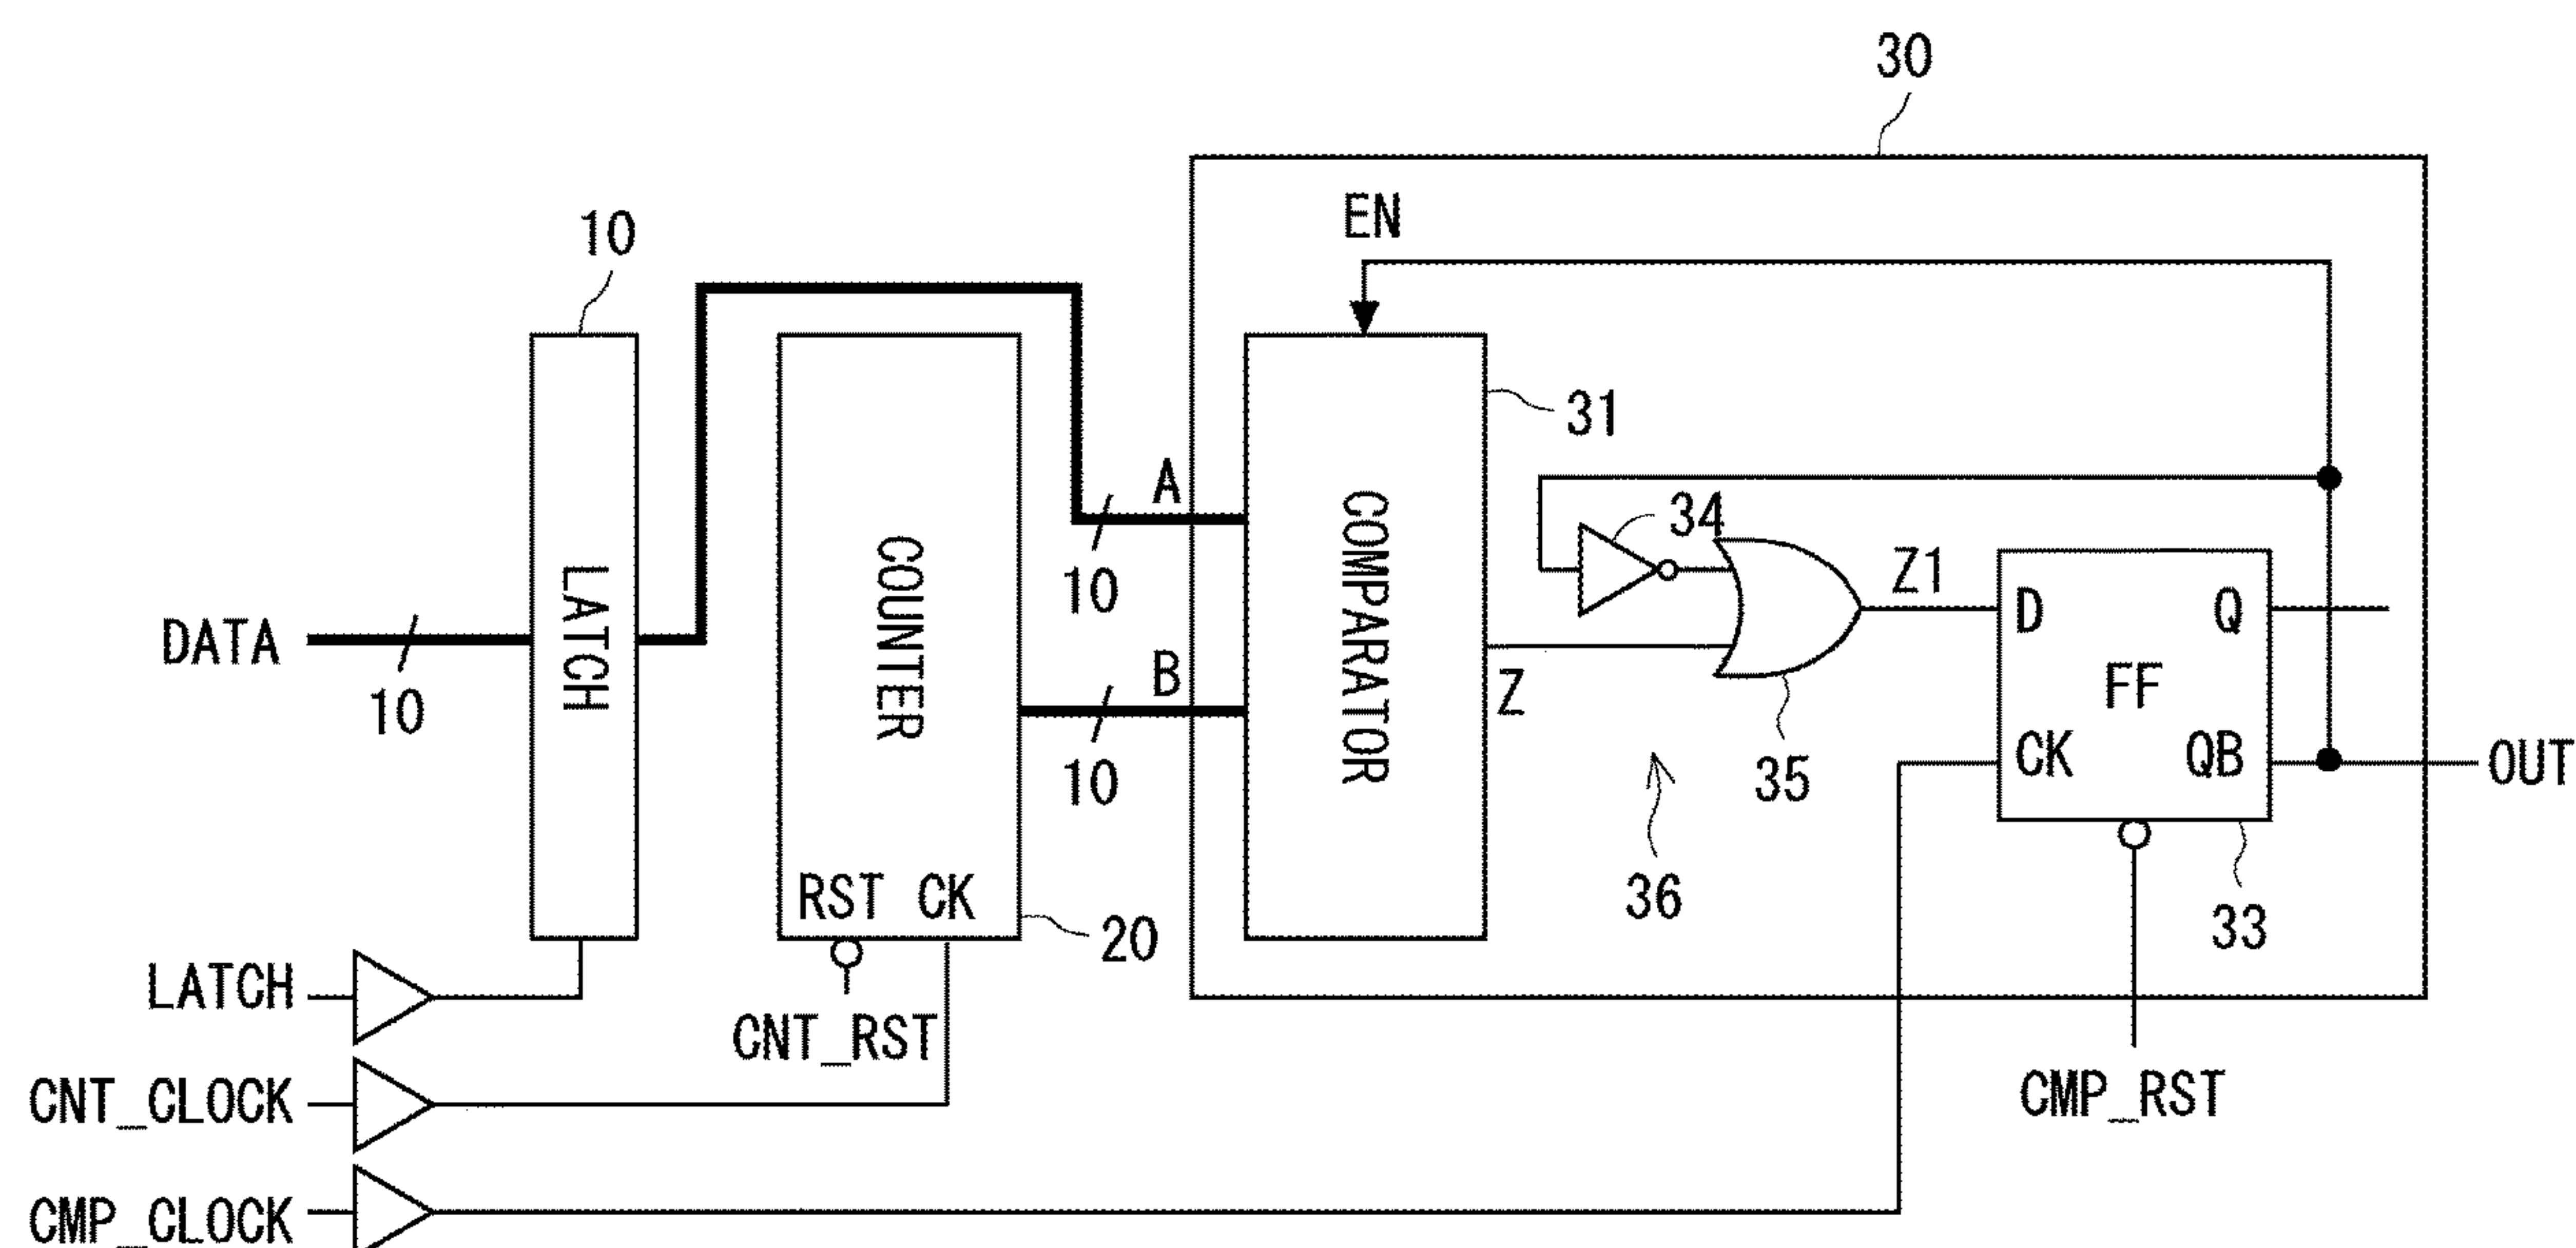 30
10
EN
31
A
34
10
COMPARATOR
Z1
D
Q
DATA
10
LATCH
COUNTER
B
10
Z
35
FF
CK
QB
OUT
36
RST
CK
20
33
LATCH
CNT_RST
CNT_CLOCK
CMP_RST
CMP_CLOCK